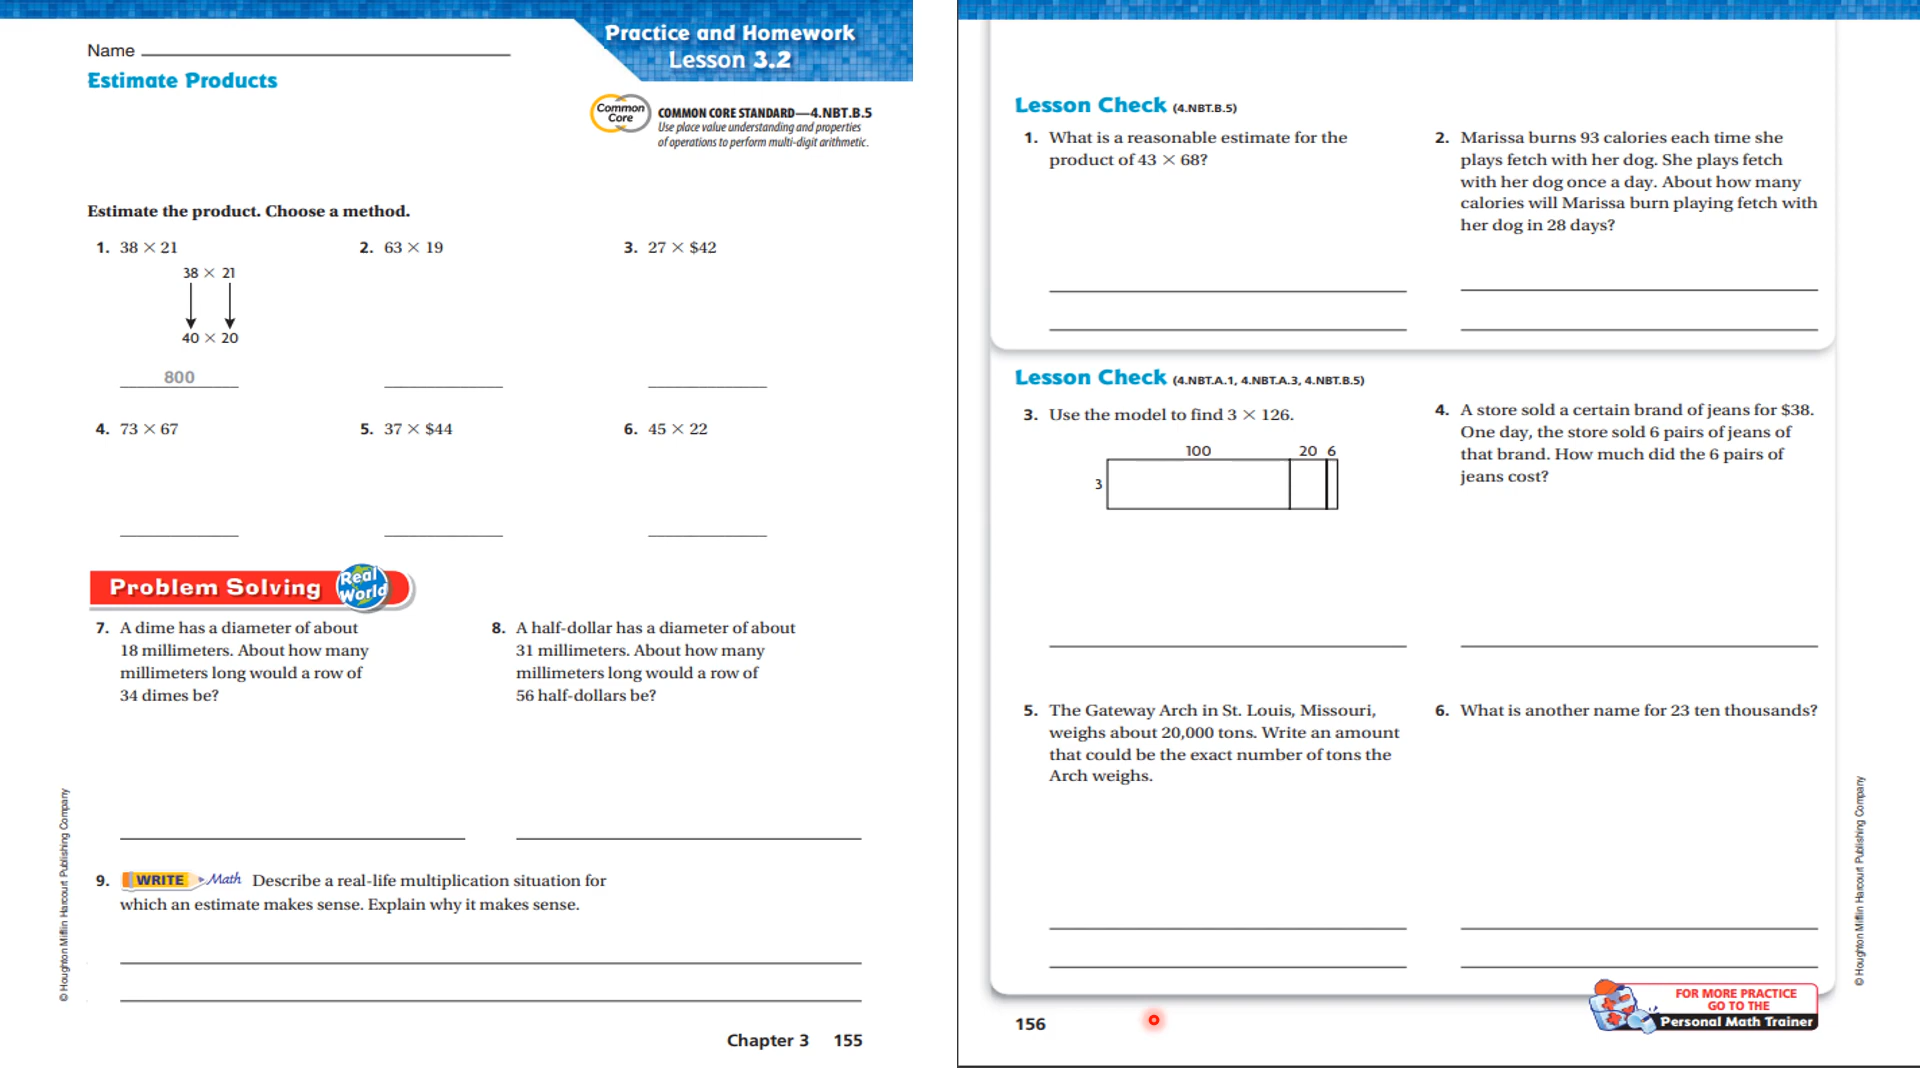 Practice and Homework
Lesson 3.2
Name
Estimate Products
Common
Core
COMMON CORE STANDARD—4.NBT.B.5
Use place value understanding and properties
of operations to perform multi-digit arithmetic.
Estimate the product. Choose a method.
1. 38 × 21
38 × 21
40 × 20
800
2. 63 × 19
3. 27 × $42
4. 73 × 67
5. 37 × $44
6. 45 × 22
Problem Solving Real World
7. A dime has a diameter of about
18 millimeters. About how many
millimeters long would a row of
34 dimes be?
8. A half-dollar has a diameter of about
31 millimeters. About how many
millimeters long would a row of
56 half-dollars be?
9. WRITE Math Describe a real-life multiplication situation for
which an estimate makes sense. Explain why it makes sense.
© Houghton Mifflin Harcourt Publishing Company
Chapter 3 155
Lesson Check (4.NBT.B.5)
1. What is a reasonable estimate for the
product of 43 × 68?
2. Marissa burns 93 calories each time she
plays fetch with her dog. She plays fetch
with her dog once a day. About how many
calories will Marissa burn playing fetch with
her dog in 28 days?
Lesson Check (4.NBT.A.1, 4.NBT.A.3, 4.NBT.B.5)
3. Use the model to find 3 × 126.
100 20 6
3
4. A store sold a certain brand of jeans for $38.
One day, the store sold 6 pairs of jeans of
that brand. How much did the 6 pairs of
jeans cost?
5. The Gateway Arch in St. Louis, Missouri,
weighs about 20,000 tons. Write an amount
that could be the exact number of tons the
Arch weighs.
6. What is another name for 23 ten thousands?
© Houghton Mifflin Harcourt Publishing Company
FOR MORE PRACTICE
GO TO THE
Personal Math Trainer
156